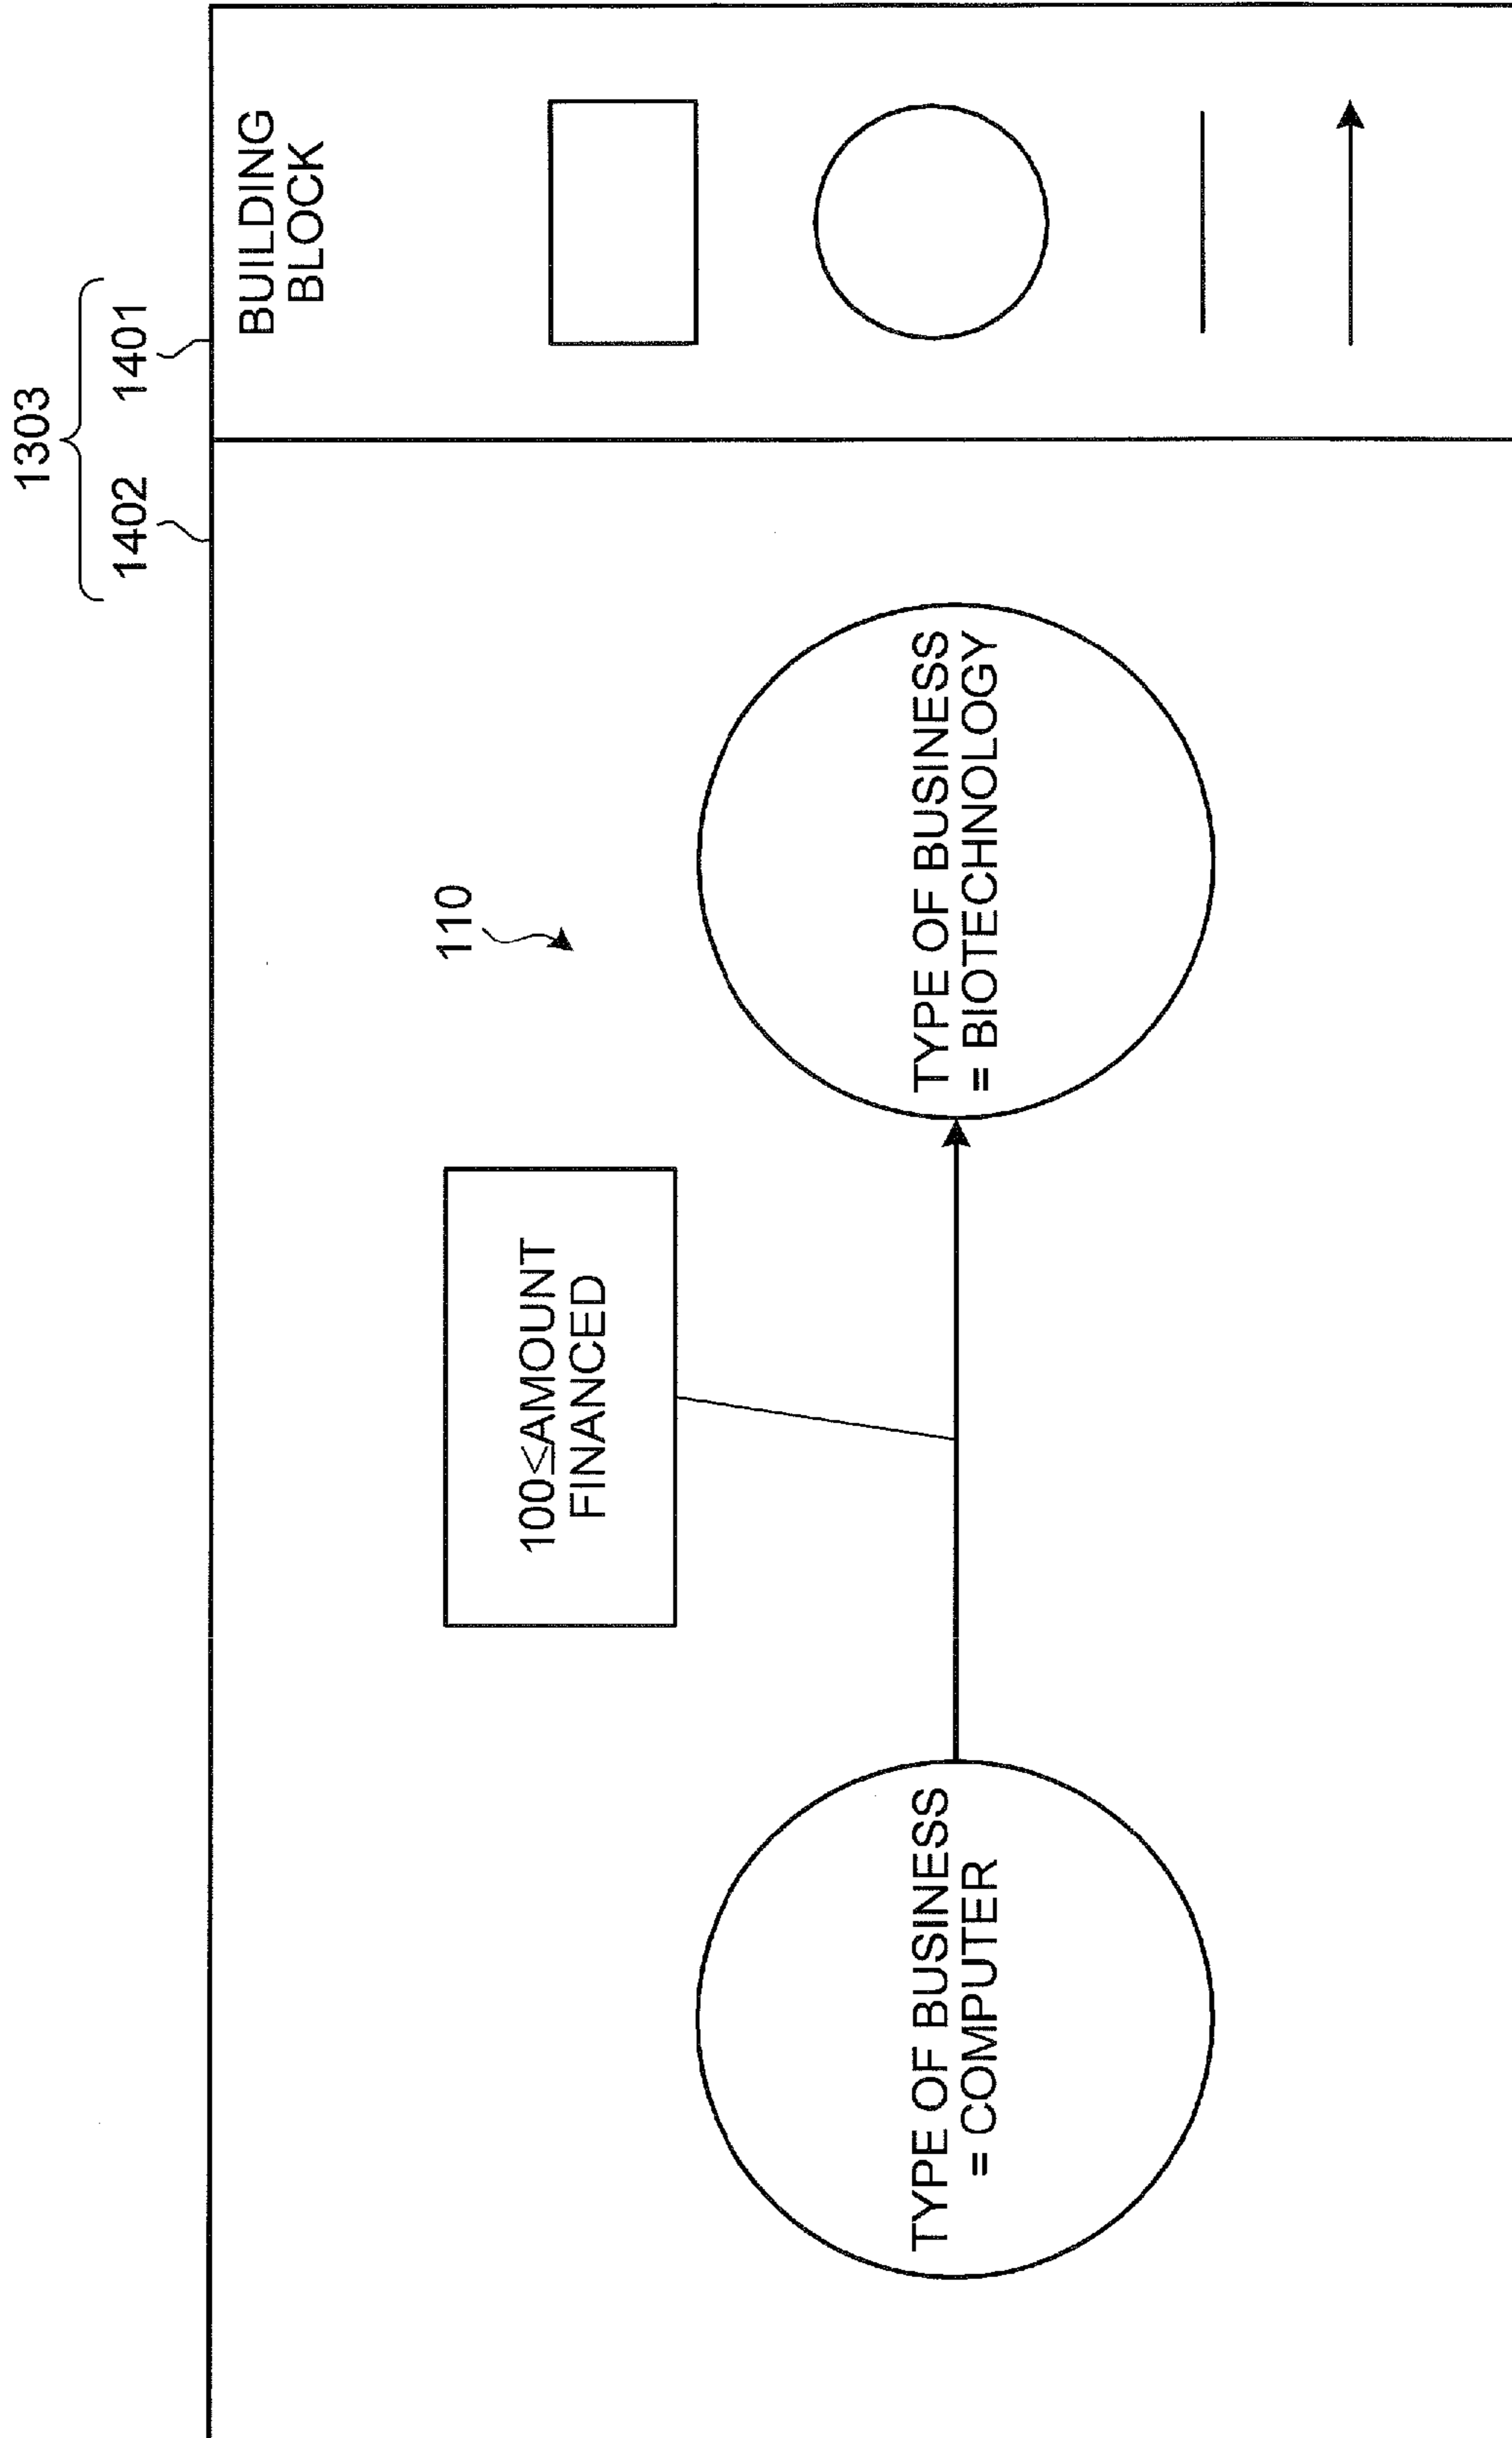 1303
1402
1401
BUILDING
BLOCK
110
100≤AMOUNT
FINANCED
TYPE OF BUSINESS
= COMPUTER
TYPE OF BUSINESS
= BIOTECHNOLOGY